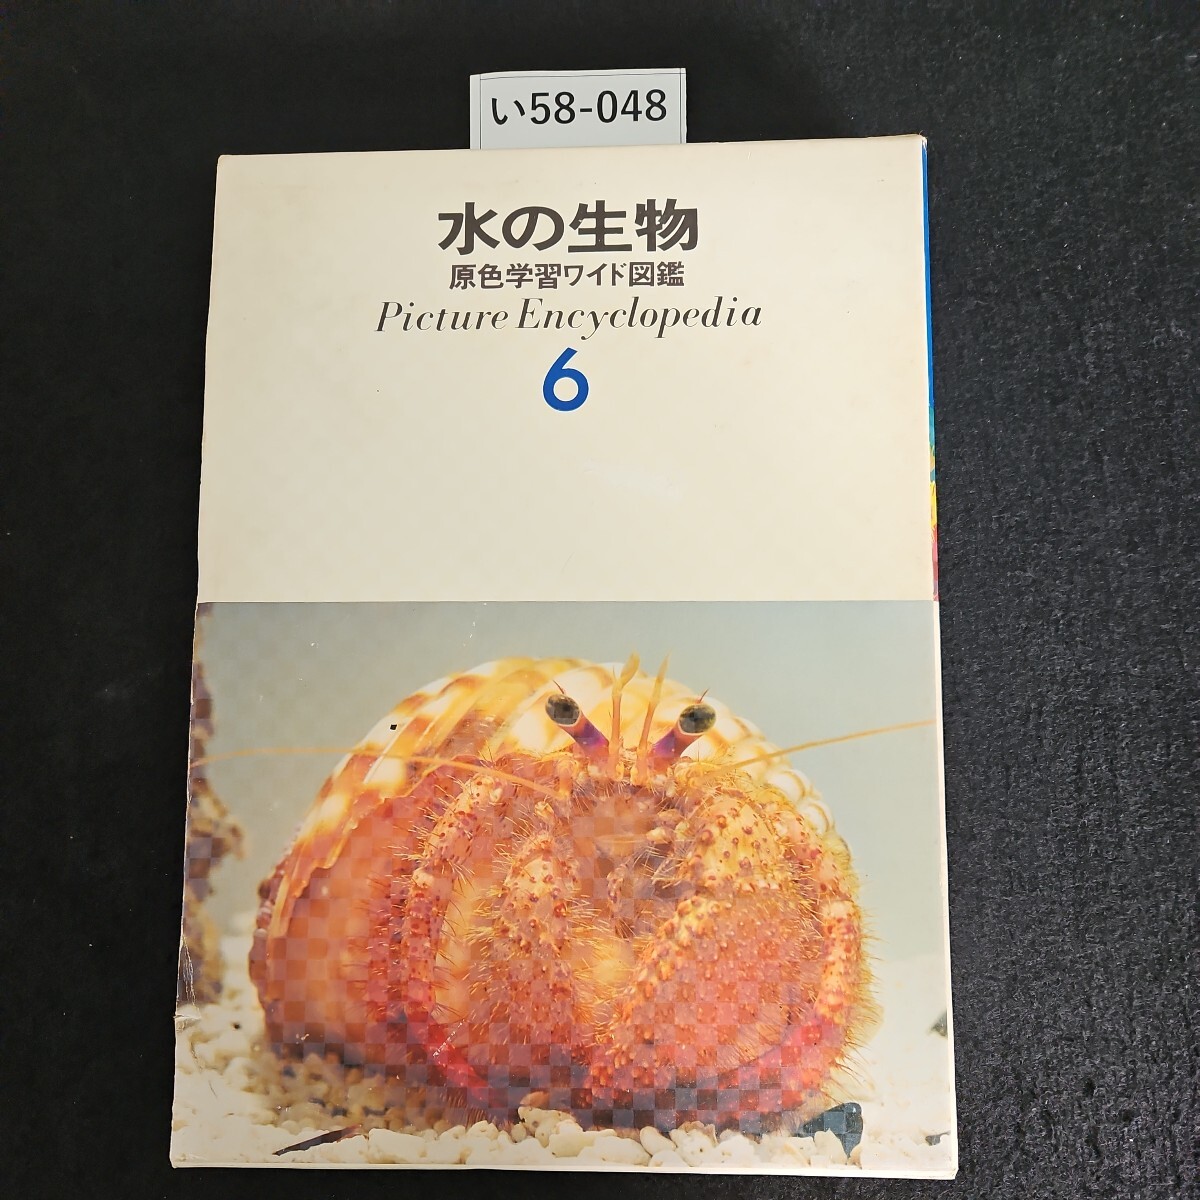 い58-048
水の生物
原色学習ワイド図鑑
Picture Encyclopedia
6